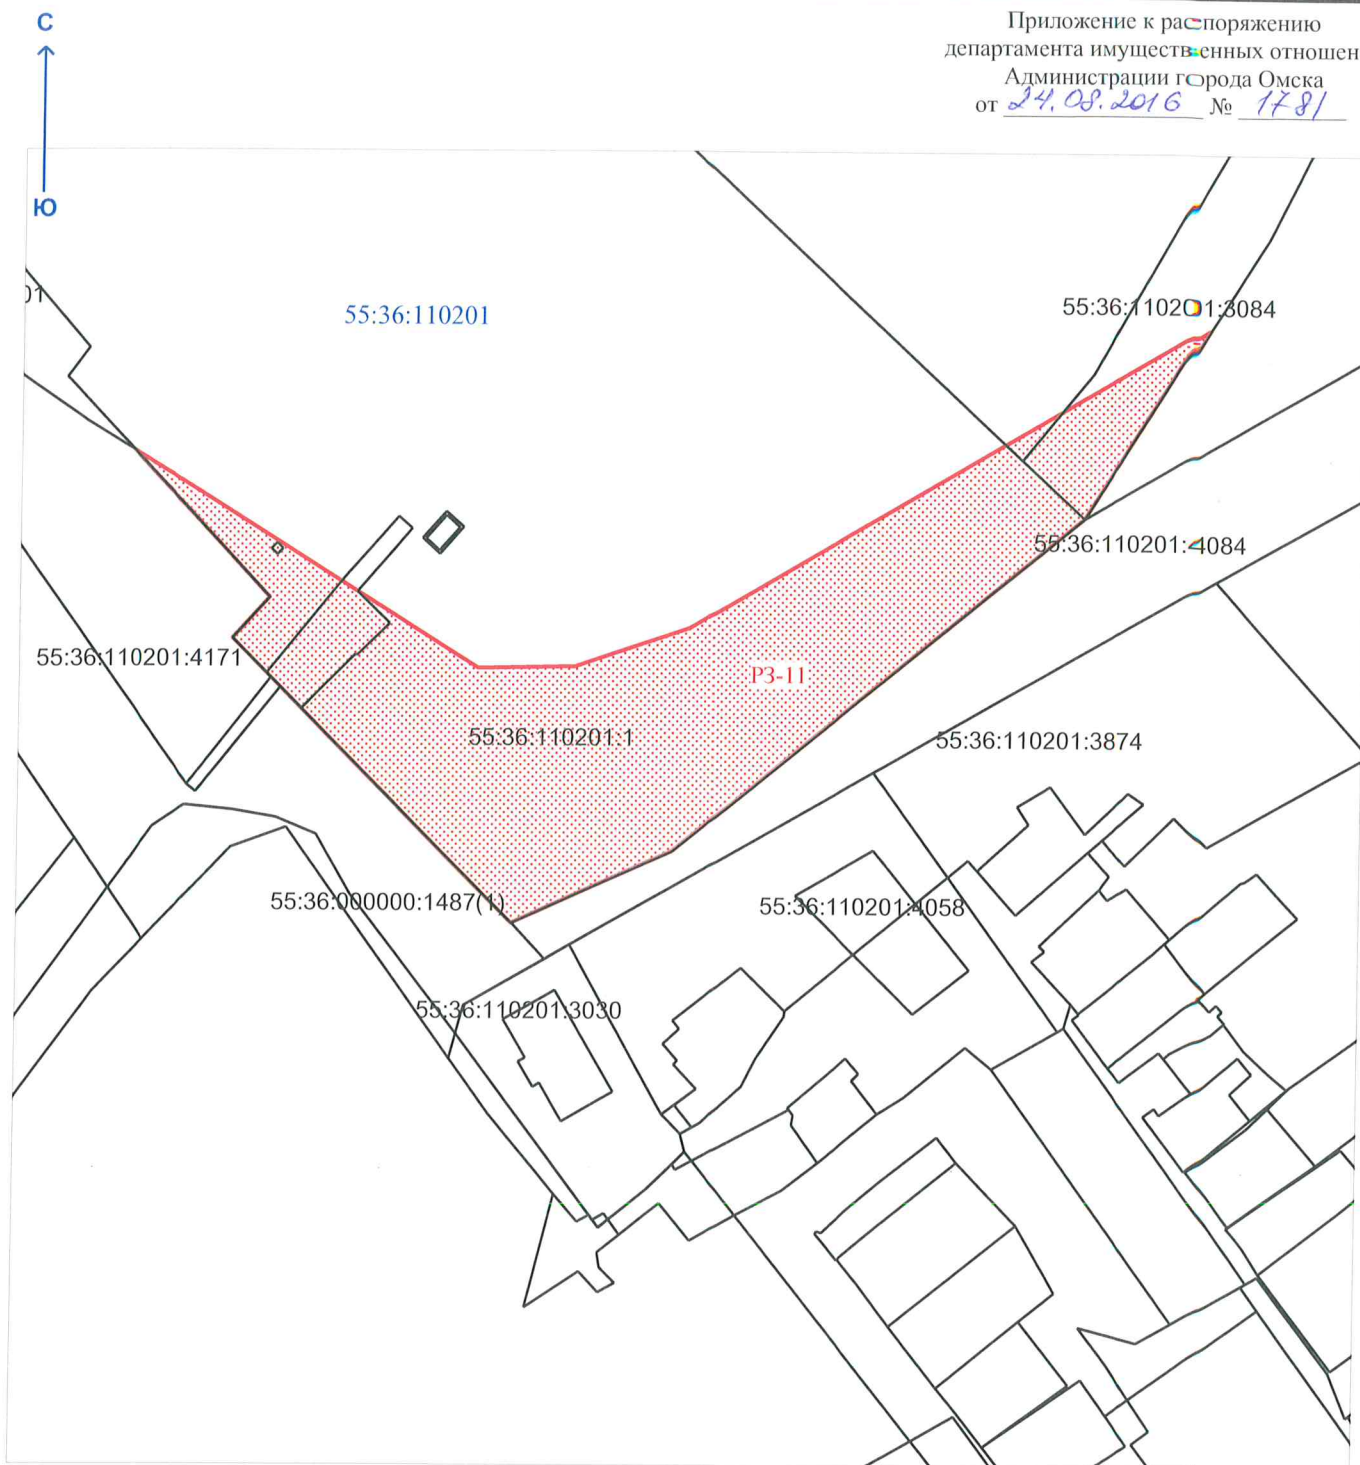 С
Приложение к распоряжению
департамента имущественных отношен
Администрации города Омска
от 24.08.2016 № 1781
Ю
01
55:36:110201
55:36:110201:3084
55:36:110201:4084
55:36:110201:4171
РЗ-11
55:36:110201:1
55:36:110201:3874
55:36:000000:1487(1)
55:36:110201:4058
55:36:110201:3030